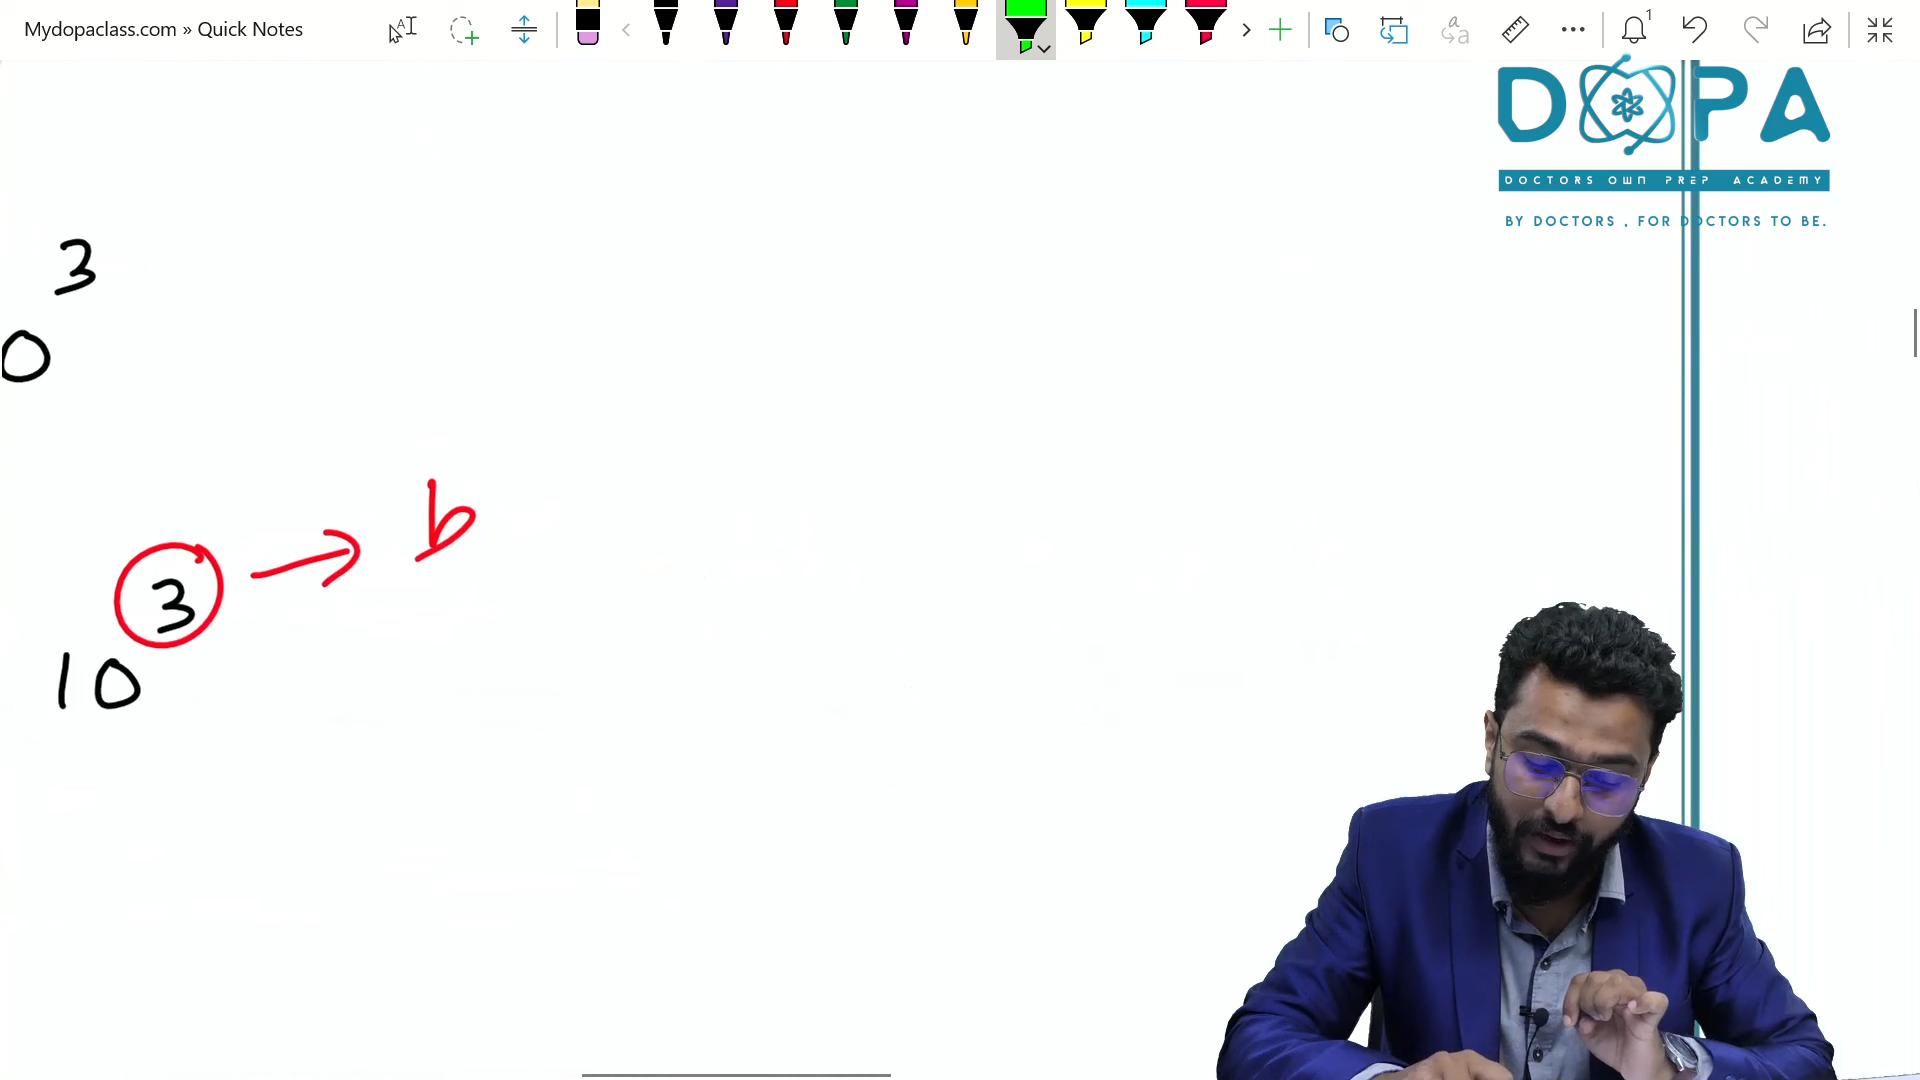 Mydopaclass.com » Quick Notes
1
DOPA
DOCTORS OWN PREP ACADEMY
BY DOCTORS , FOR DOCTORS TO BE.
3
0
3 → b
10